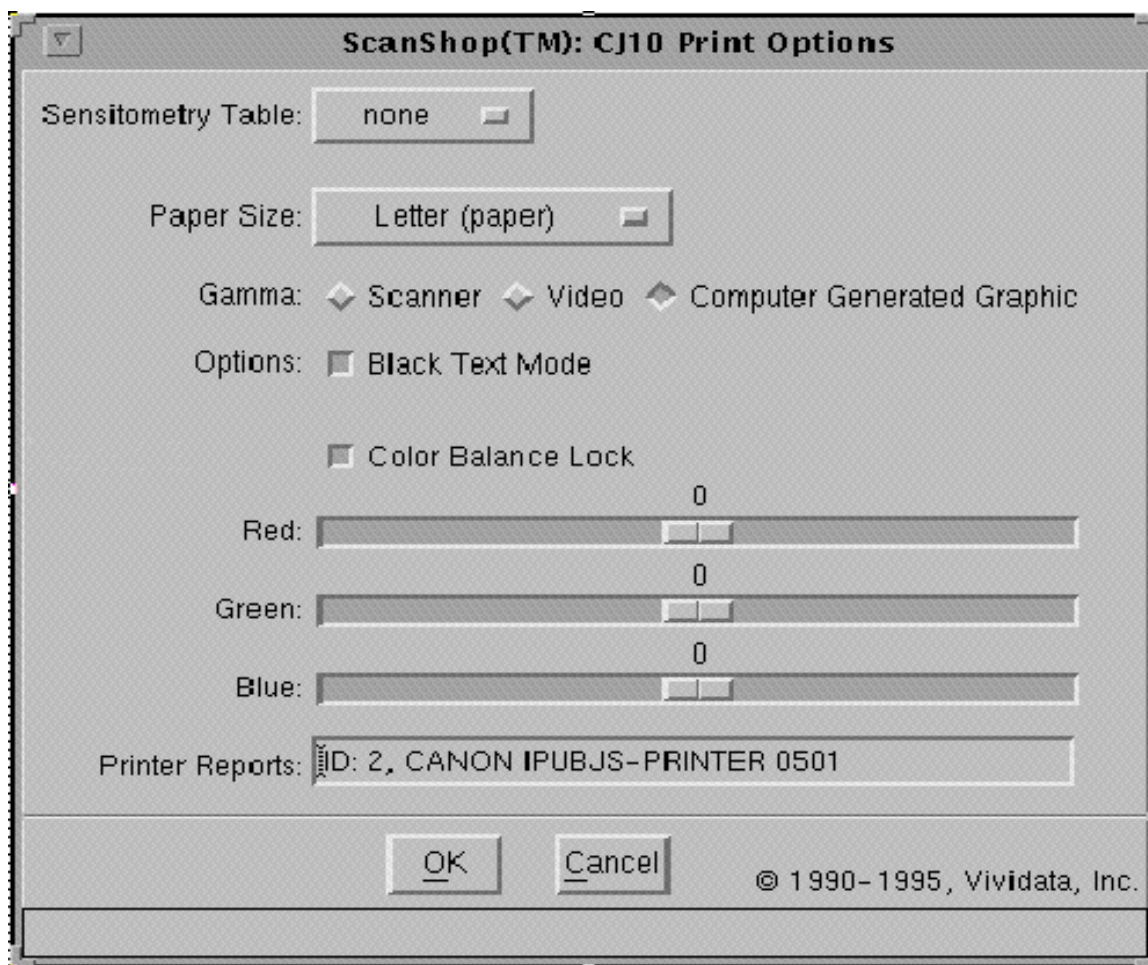 ScanShop(TM): CJ10 Print Options
Sensitometry Table: none
Paper Size: Letter (paper)
Gamma: Scanner Video Computer Generated Graphic
Options: Black Text Mode
Color Balance Lock
0
Red:
0
Green:
0
Blue:
Printer Reports: ID: 2, CANON IPUBJS-PRINTER 0501
OK Cancel
© 1990-1995, Vividata, Inc.